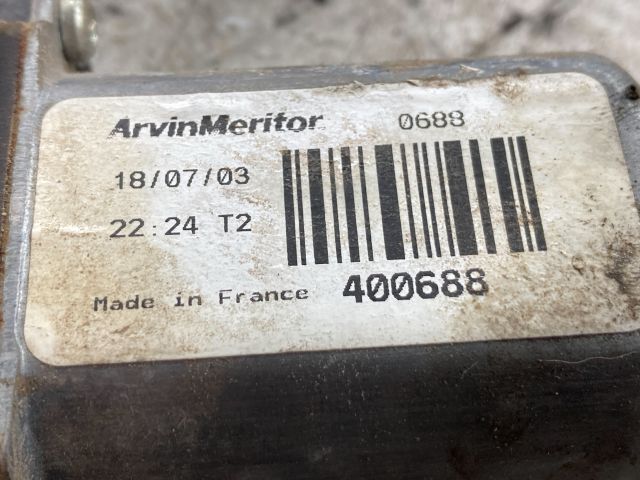 ArvinMeritor 0688
18/07/03
22:24 T2
Made in France 400688